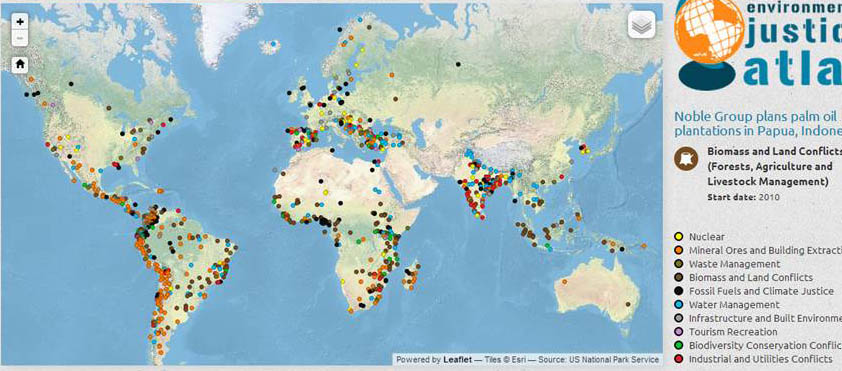 +
−
environmen
justic
atla
Noble Group plans palm oil
plantations in Papua, Indone
Biomass and Land Conflicts
(Forests, Agriculture and
Livestock Management)
Start date: 2010
Nuclear
Mineral Ores and Building Extracti
Waste Management
Biomass and Land Conflicts
Fossil Fuels and Climate Justice
Water Management
Infrastructure and Built Environme
Tourism Recreation
Biodiversity Conservation Conflic
Industrial and Utilities Conflicts
Powered by Leaflet — Tiles © Esri — Source: US National Park Service